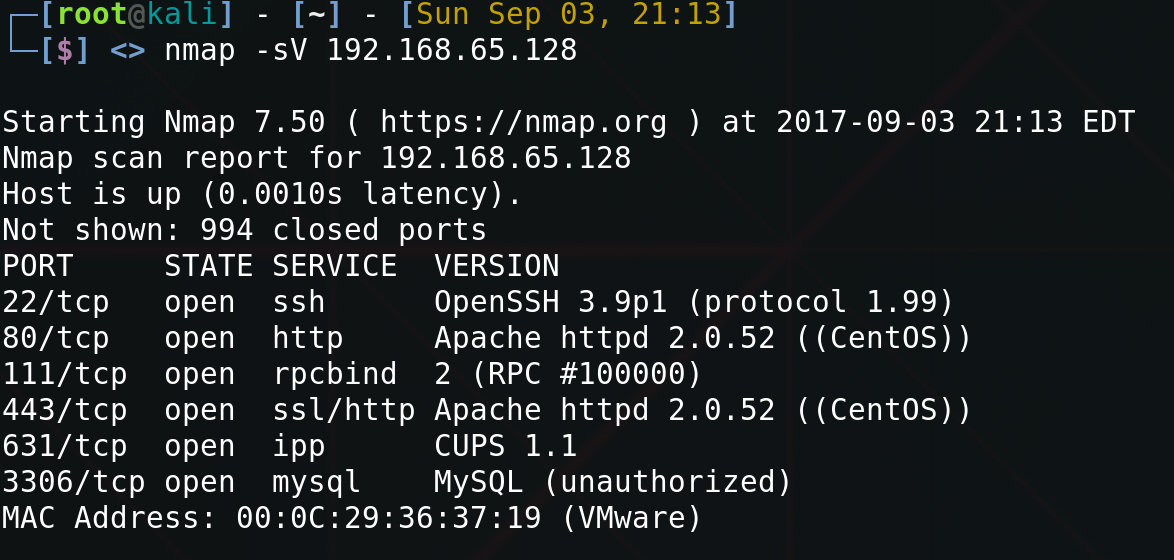 [root@kali] - [~] - [Sun Sep 03, 21:13]
[$] <> nmap -sV 192.168.65.128
Starting Nmap 7.50 ( https://nmap.org ) at 2017-09-03 21:13 EDT
Nmap scan report for 192.168.65.128
Host is up (0.0010s latency).
Not shown: 994 closed ports
PORT     STATE SERVICE  VERSION
22/tcp   open  ssh      OpenSSH 3.9p1 (protocol 1.99)
80/tcp   open  http     Apache httpd 2.0.52 ((CentOS))
111/tcp  open  rpcbind  2 (RPC #100000)
443/tcp  open  ssl/http Apache httpd 2.0.52 ((CentOS))
631/tcp  open  ipp      CUPS 1.1
3306/tcp open  mysql    MySQL (unauthorized)
MAC Address: 00:0C:29:36:37:19 (VMware)